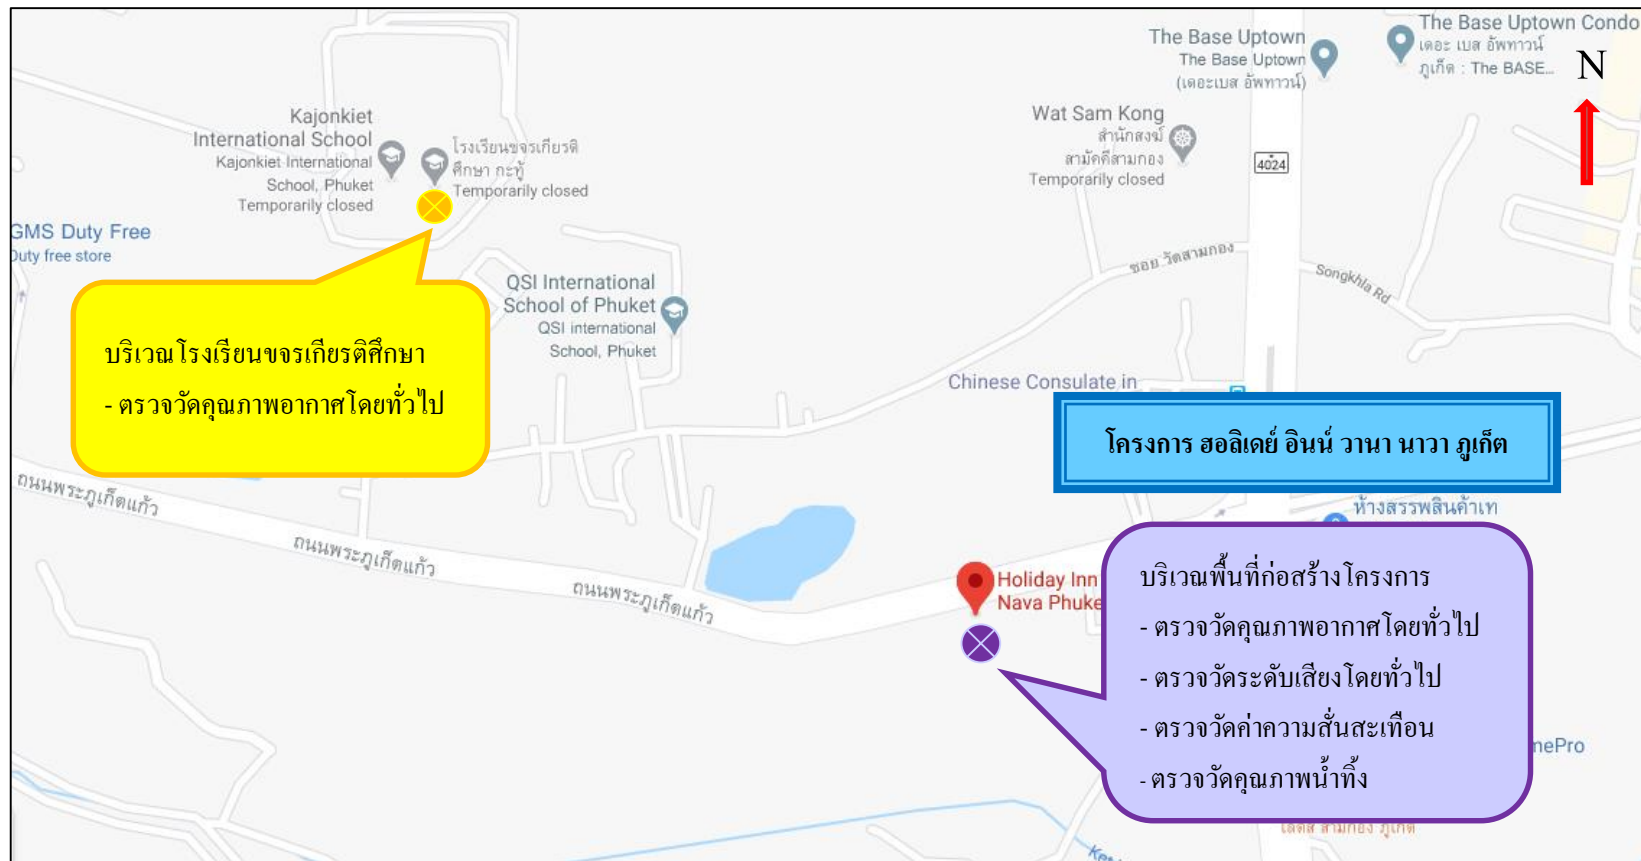 The Base Uptown Condo
เดอะ เบส อัพทาวน์
ภูเก็ต : The BASE...
The Base Uptown
The Base Uptown
(เดอะเบส อัพทาวน์)
N
Kajonkiet
International School
Kajonkiet International
School, Phuket
Temporarily closed
โรงเรียนขจรเกียรติ
ศึกษา กะทู้
Temporarily closed
Wat Sam Kong
สำนักสงฆ์
สามัคคีสามกอง
Temporarily closed
4024
GMS Duty Free
Duty free store
ซอย วัดสามกอง
Songkhla Rd
QSI International
School of Phuket
QSI international
School, Phuket
บริเวณโรงเรียนขจรเกียรติศึกษา
- ตรวจวัดคุณภาพอากาศโดยทั่วไป
Chinese Consulate in
โครงการ ฮอลิเดย์ อินน์ วานา นาวา ภูเก็ต
ห้างสรรพสินค้าเท
ถนนพระภูเก็ตแก้ว
ถนนพระภูเก็ตแก้ว
ถนนพระภูเก็ตแก้ว
Holiday Inn
Nava Phuke
บริเวณพื้นที่ก่อสร้างโครงการ
- ตรวจวัดคุณภาพอากาศโดยทั่วไป
- ตรวจวัดระดับเสียงโดยทั่วไป
- ตรวจวัดค่าความสั่นสะเทือน
- ตรวจวัดคุณภาพน้ำทิ้ง
mePro
สามกอง ภูเก็ต